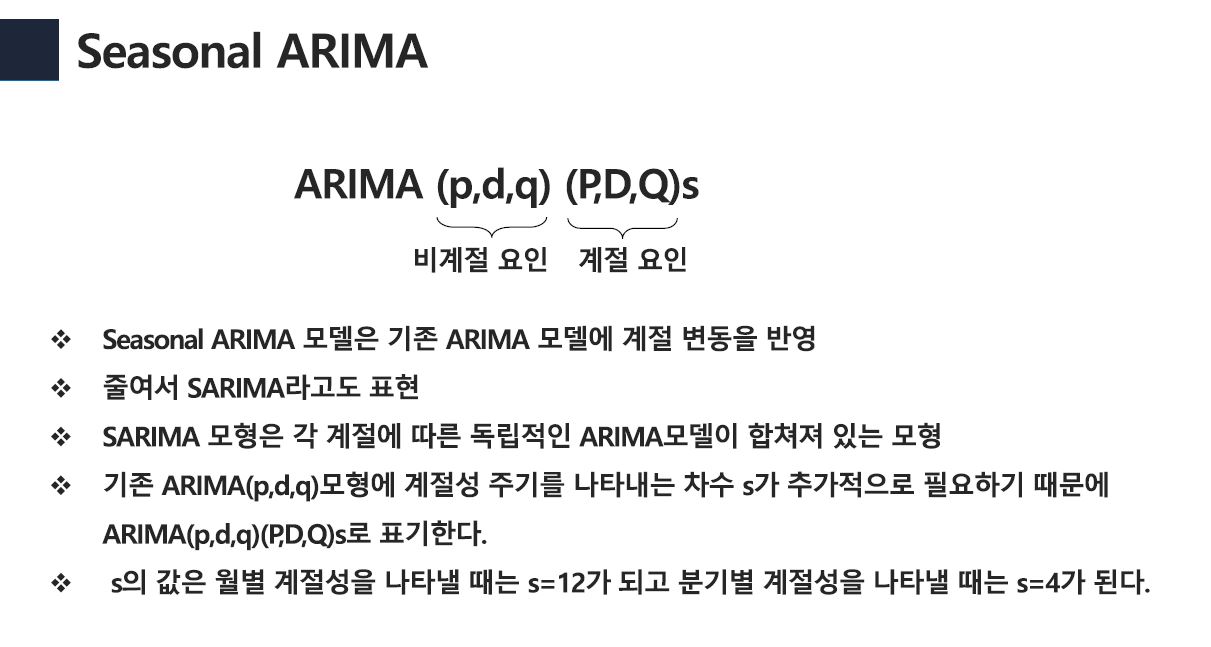 Seasonal ARIMA
ARIMA (p,d,q) (P,D,Q)s
비계절 요인 계절 요인
❖ Seasonal ARIMA 모델은 기존 ARIMA 모델에 계절 변동을 반영
❖ 줄여서 SARIMA라고도 표현
❖ SARIMA 모형은 각 계절에 따른 독립적인 ARIMA모델이 합쳐져 있는 모형
❖ 기존 ARIMA(p,d,q)모형에 계절성 주기를 나타내는 차수 s가 추가적으로 필요하기 때문에
ARIMA(p,d,q)(P,D,Q)s로 표기한다.
❖ s의 값은 월별 계절성을 나타낼 때는 s=12가 되고 분기별 계절성을 나타낼 때는 s=4가 된다.